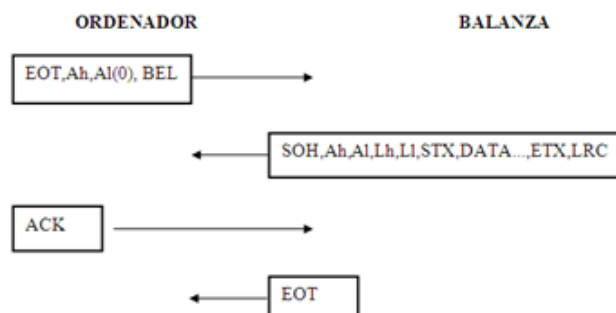 ORDENADOR BALANZA
EOT,Ah,Al(0), BEL
SOH,Ah,Al,Lh,Ll,STX,DATA...,ETX,LRC
ACK
EOT